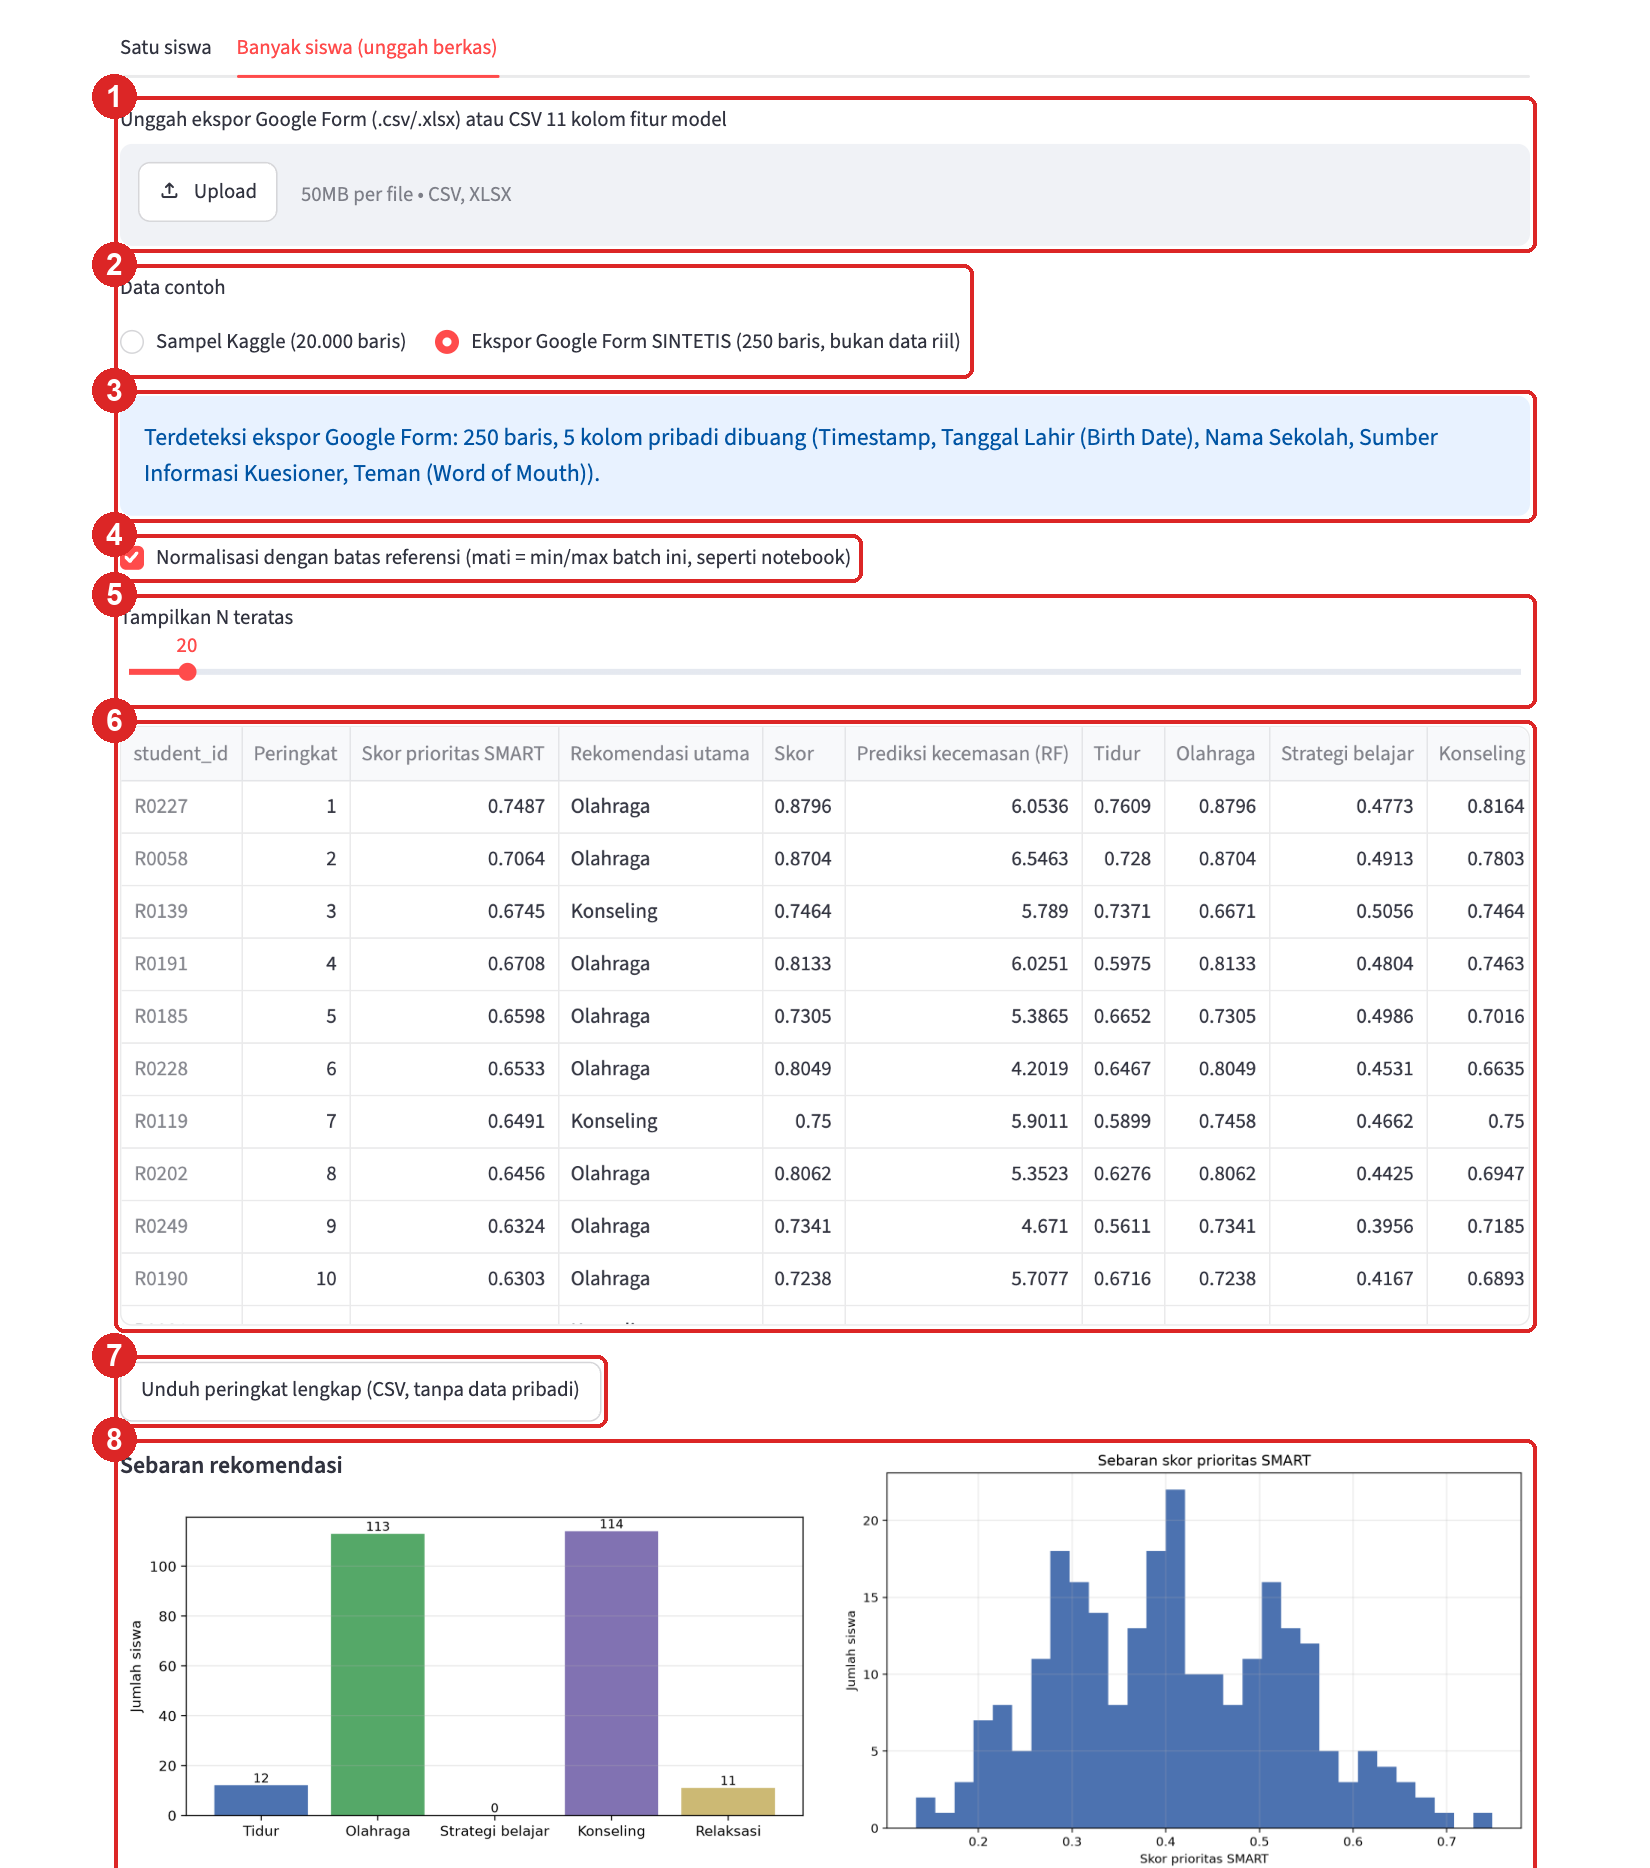 Satu siswa Banyak siswa (unggah berkas)
1
Unggah ekspor Google Form (.csv/.xlsx) atau CSV 11 kolom fitur model
Upload 50MB per file • CSV, XLSX
2
Data contoh
Sampel Kaggle (20.000 baris) Ekspor Google Form SINTETIS (250 baris, bukan data riil)
3
Terdeteksi ekspor Google Form: 250 baris, 5 kolom pribadi dibuang (Timestamp, Tanggal Lahir (Birth Date), Nama Sekolah, Sumber
Informasi Kuesioner, Teman (Word of Mouth)).
4
Normalisasi dengan batas referensi (mati = min/max batch ini, seperti notebook)
5
Tampilkan N teratas
20
6
student_id Peringkat Skor prioritas SMART Rekomendasi utama Skor Prediksi kecemasan (RF) Tidur Olahraga Strategi belajar Konseling
R0227 1 0.7487 Olahraga 0.8796 6.0536 0.7609 0.8796 0.4773 0.8164
R0058 2 0.7064 Olahraga 0.8704 6.5463 0.728 0.8704 0.4913 0.7803
R0139 3 0.6745 Konseling 0.7464 5.789 0.7371 0.6671 0.5056 0.7464
R0191 4 0.6708 Olahraga 0.8133 6.0251 0.5975 0.8133 0.4804 0.7463
R0185 5 0.6598 Olahraga 0.7305 5.3865 0.6652 0.7305 0.4986 0.7016
R0228 6 0.6533 Olahraga 0.8049 4.2019 0.6467 0.8049 0.4531 0.6635
R0119 7 0.6491 Konseling 0.75 5.9011 0.5899 0.7458 0.4662 0.75
R0202 8 0.6456 Olahraga 0.8062 5.3523 0.6276 0.8062 0.4425 0.6947
R0249 9 0.6324 Olahraga 0.7341 4.671 0.5611 0.7341 0.3956 0.7185
R0190 10 0.6303 Olahraga 0.7238 5.7077 0.6716 0.7238 0.4167 0.6893
7
Unduh peringkat lengkap (CSV, tanpa data pribadi)
8
Sebaran rekomendasi
Jumlah siswa
100
80
60
40
20
0
12
113
0
114
11
Tidur Olahraga Strategi belajar Konseling Relaksasi
Sebaran skor prioritas SMART
Jumlah siswa
20
15
10
5
0
0.2 0.3 0.4 0.5 0.6 0.7
Skor prioritas SMART